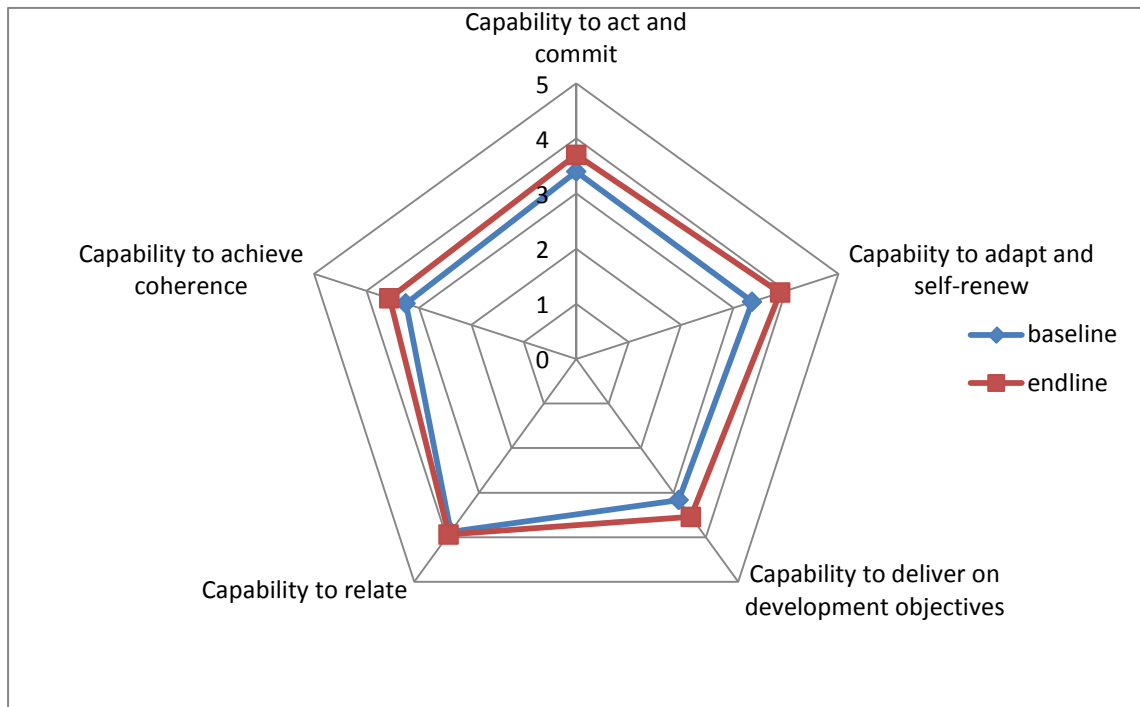 Capability to act and
commit
5
4
3
2
1
0
Capabiity to adapt and
self-renew
baseline
endline
Capability to deliver on
development objectives
Capability to relate
Capability to achieve
coherence